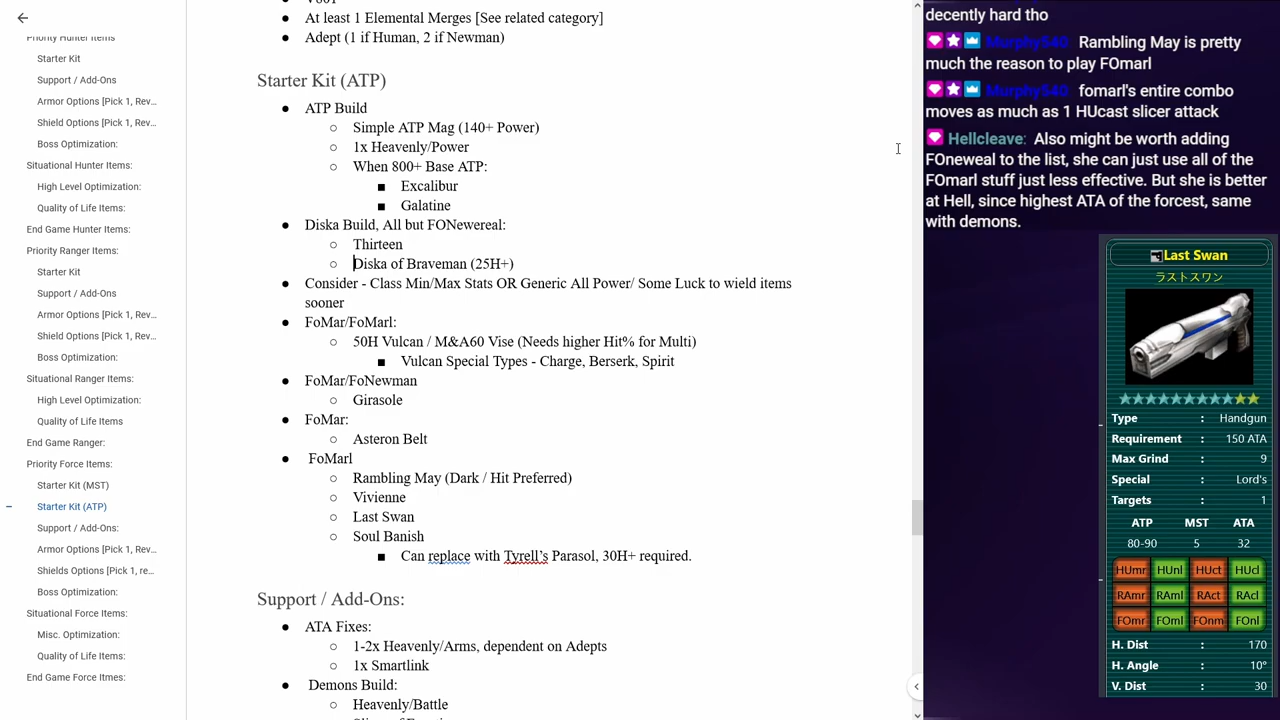 Priority Hunter Items
Starter Kit
Support / Add-Ons
Armor Options [Pick 1, Rev...
Shield Options [Pick 1, Rev...
Boss Optimization:
Situational Hunter Items:
High Level Optimization:
Quality of Life Items:
End Game Hunter Items:
Priority Ranger Items:
Starter Kit
Support / Add-Ons
Armor Options [Pick 1, Rev...
Shield Options [Pick 1, Rev...
Boss Optimization:
Situational Ranger Items:
High Level Optimization:
Quality of Life Items
End Game Ranger:
Priority Force Items:
Starter Kit (MST)
Starter Kit (ATP)
Support / Add-Ons:
Armor Options [Pick 1, Rev...
Shields Options [Pick 1, re...
Boss Optimization:
Situational Force Items:
Misc. Optimization:
Quality of Life Items:
End Game Force Itmes:
● At least 1 Elemental Merges [See related category]
● Adept (1 if Human, 2 if Newman)
Starter Kit (ATP)
● ATP Build
○ Simple ATP Mag (140+ Power)
○ 1x Heavenly/Power
○ When 800+ Base ATP:
■ Excalibur
■ Galatine
● Diska Build, All but FONewereal:
○ Thirteen
○ Diska of Braveman (25H+)
● Consider - Class Min/Max Stats OR Generic All Power/ Some Luck to wield items
sooner
● FoMar/FoMarl:
○ 50H Vulcan / M&A60 Vise (Needs higher Hit% for Multi)
■ Vulcan Special Types - Charge, Berserk, Spirit
● FoMar/FoNewman
○ Girasole
● FoMar:
○ Asteron Belt
● FoMarl
○ Rambling May (Dark / Hit Preferred)
○ Vivienne
○ Last Swan
○ Soul Banish
■ Can replace with Tyrell's Parasol, 30H+ required.
Support / Add-Ons:
● ATA Fixes:
○ 1-2x Heavenly/Arms, dependent on Adepts
○ 1x Smartlink
● Demons Build:
○ Heavenly/Battle
decently hard tho
Murphy540 Rambling May is pretty
much the reason to play FOmarl
Murphy540 fomarl's entire combo
moves as much as 1 HUcast slicer attack
Hellcleave: Also might be worth adding
FOneweal to the list, she can just use all of the
FOmarl stuff just less effective. But she is better
at Hell, since highest ATA of the forcest, same
with demons.
Last Swan
ラストスワン
Type : Handgun
Requirement : 150 ATA
Max Grind : 9
Special : Lord's
Targets : 1
ATP MST ATA
80-90 5 32
HUmr HUnl HUct HUcl
RAmr RAml RAct RAcl
FOmr FOml FOnm FOnl
H. Dist : 170
H. Angle : 10°
V. Dist : 30